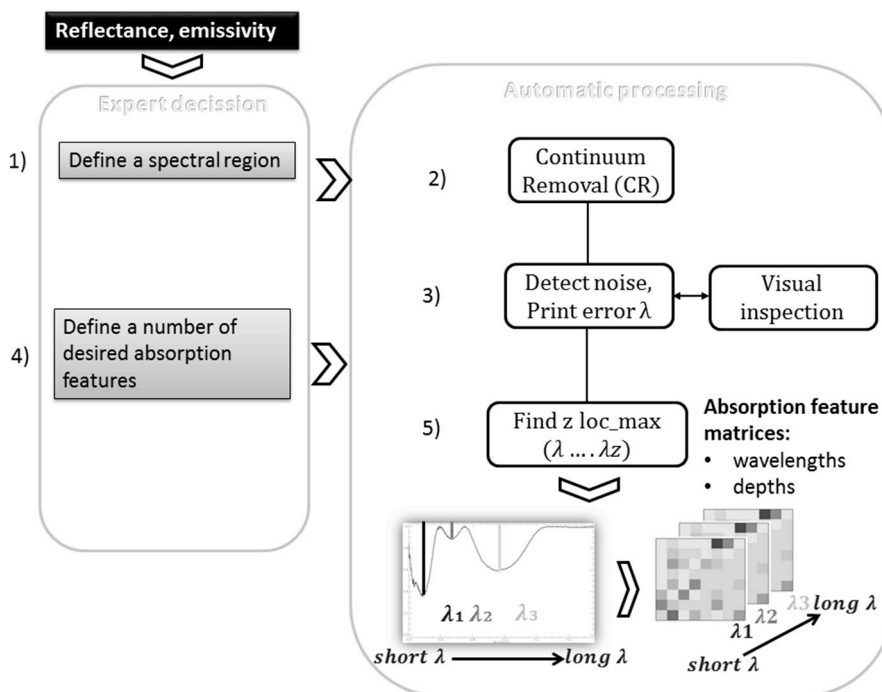 Reflectance, emissivity
Expert decission
Automatic processing
1)
Define a spectral region
2)
Continuum
Removal (CR)
3)
Detect noise,
Print error λ
Visual
inspection
4)
Define a number of
desired absorption
features
5)
Find z loc_max
(λ .... λz)
Absorption feature
matrices:
• wavelengths
• depths
λ1 λ2 λ3
short λ long λ
λ1 λ2 λ3 long λ
short λ